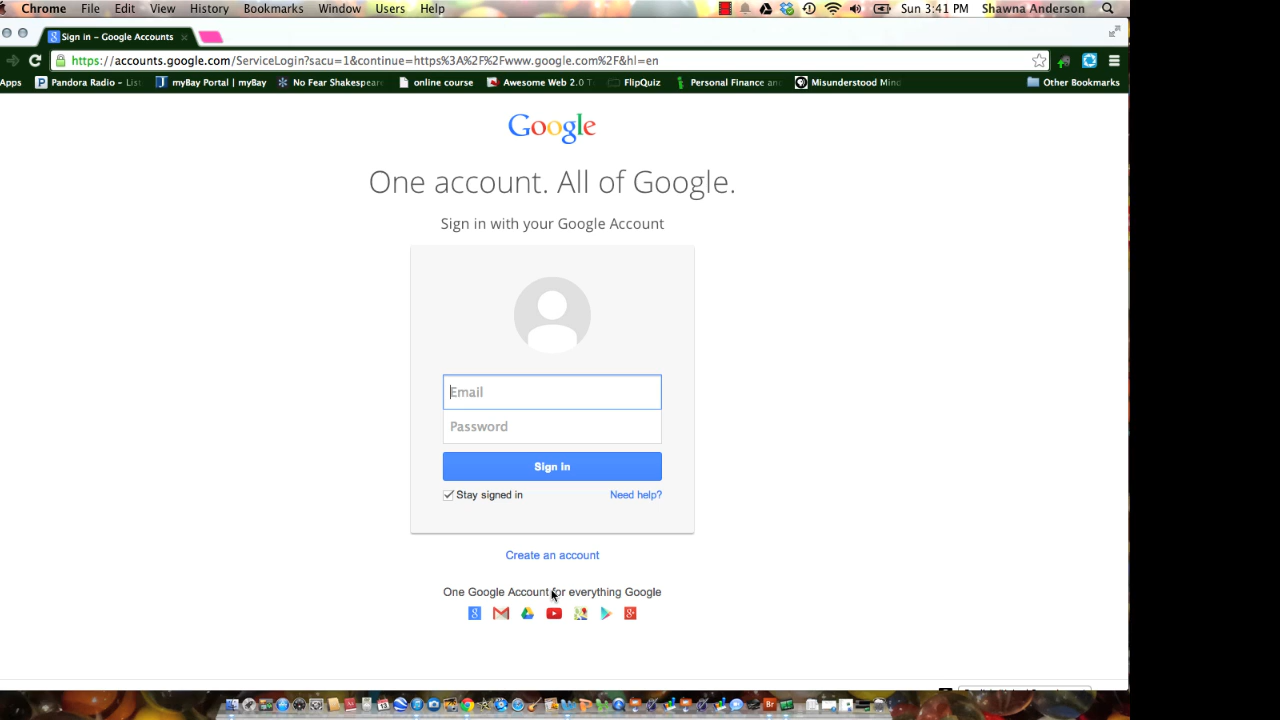 Chrome File Edit View History Bookmarks Window Users Help Sun 3:41 PM Shawna Anderson
Sign in – Google Accounts
https://accounts.google.com/ServiceLogin?sacu=1&continue=https%3A%2F%2Fwww.google.com%2F&hl=en
Apps Pandora Radio – Lis myBay Portal | myBay No Fear Shakespeare online course Awesome Web 2.0 T FlipQuiz Personal Finance and Misunderstood Mind Other Bookmarks
Google
One account. All of Google.
Sign in with your Google Account
Email
Password
Sign in
Stay signed in Need help?
Create an account
One Google Account for everything Google